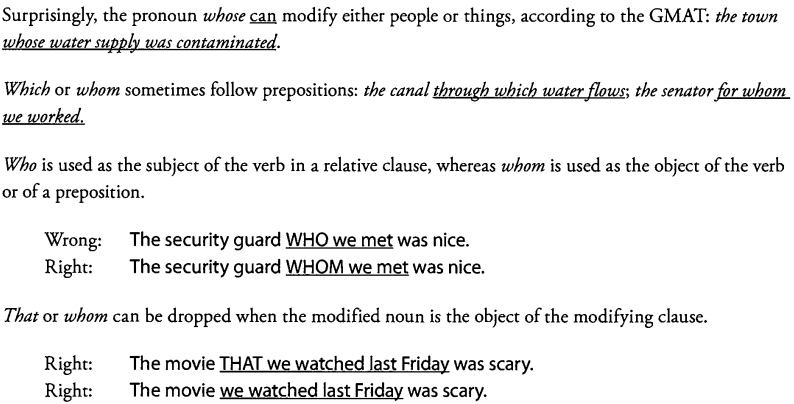 Surprisingly, the pronoun whose can modify either people or things, according to the GMAT: the town
whose water supply was contaminated.
Which or whom sometimes follow prepositions: the canal through which water flows; the senator for whom
we worked.
Who is used as the subject of the verb in a relative clause, whereas whom is used as the object of the verb
or of a preposition.
Wrong: The security guard WHO we met was nice.
Right: The security guard WHOM we met was nice.
That or whom can be dropped when the modified noun is the object of the modifying clause.
Right: The movie THAT we watched last Friday was scary.
Right: The movie we watched last Friday was scary.